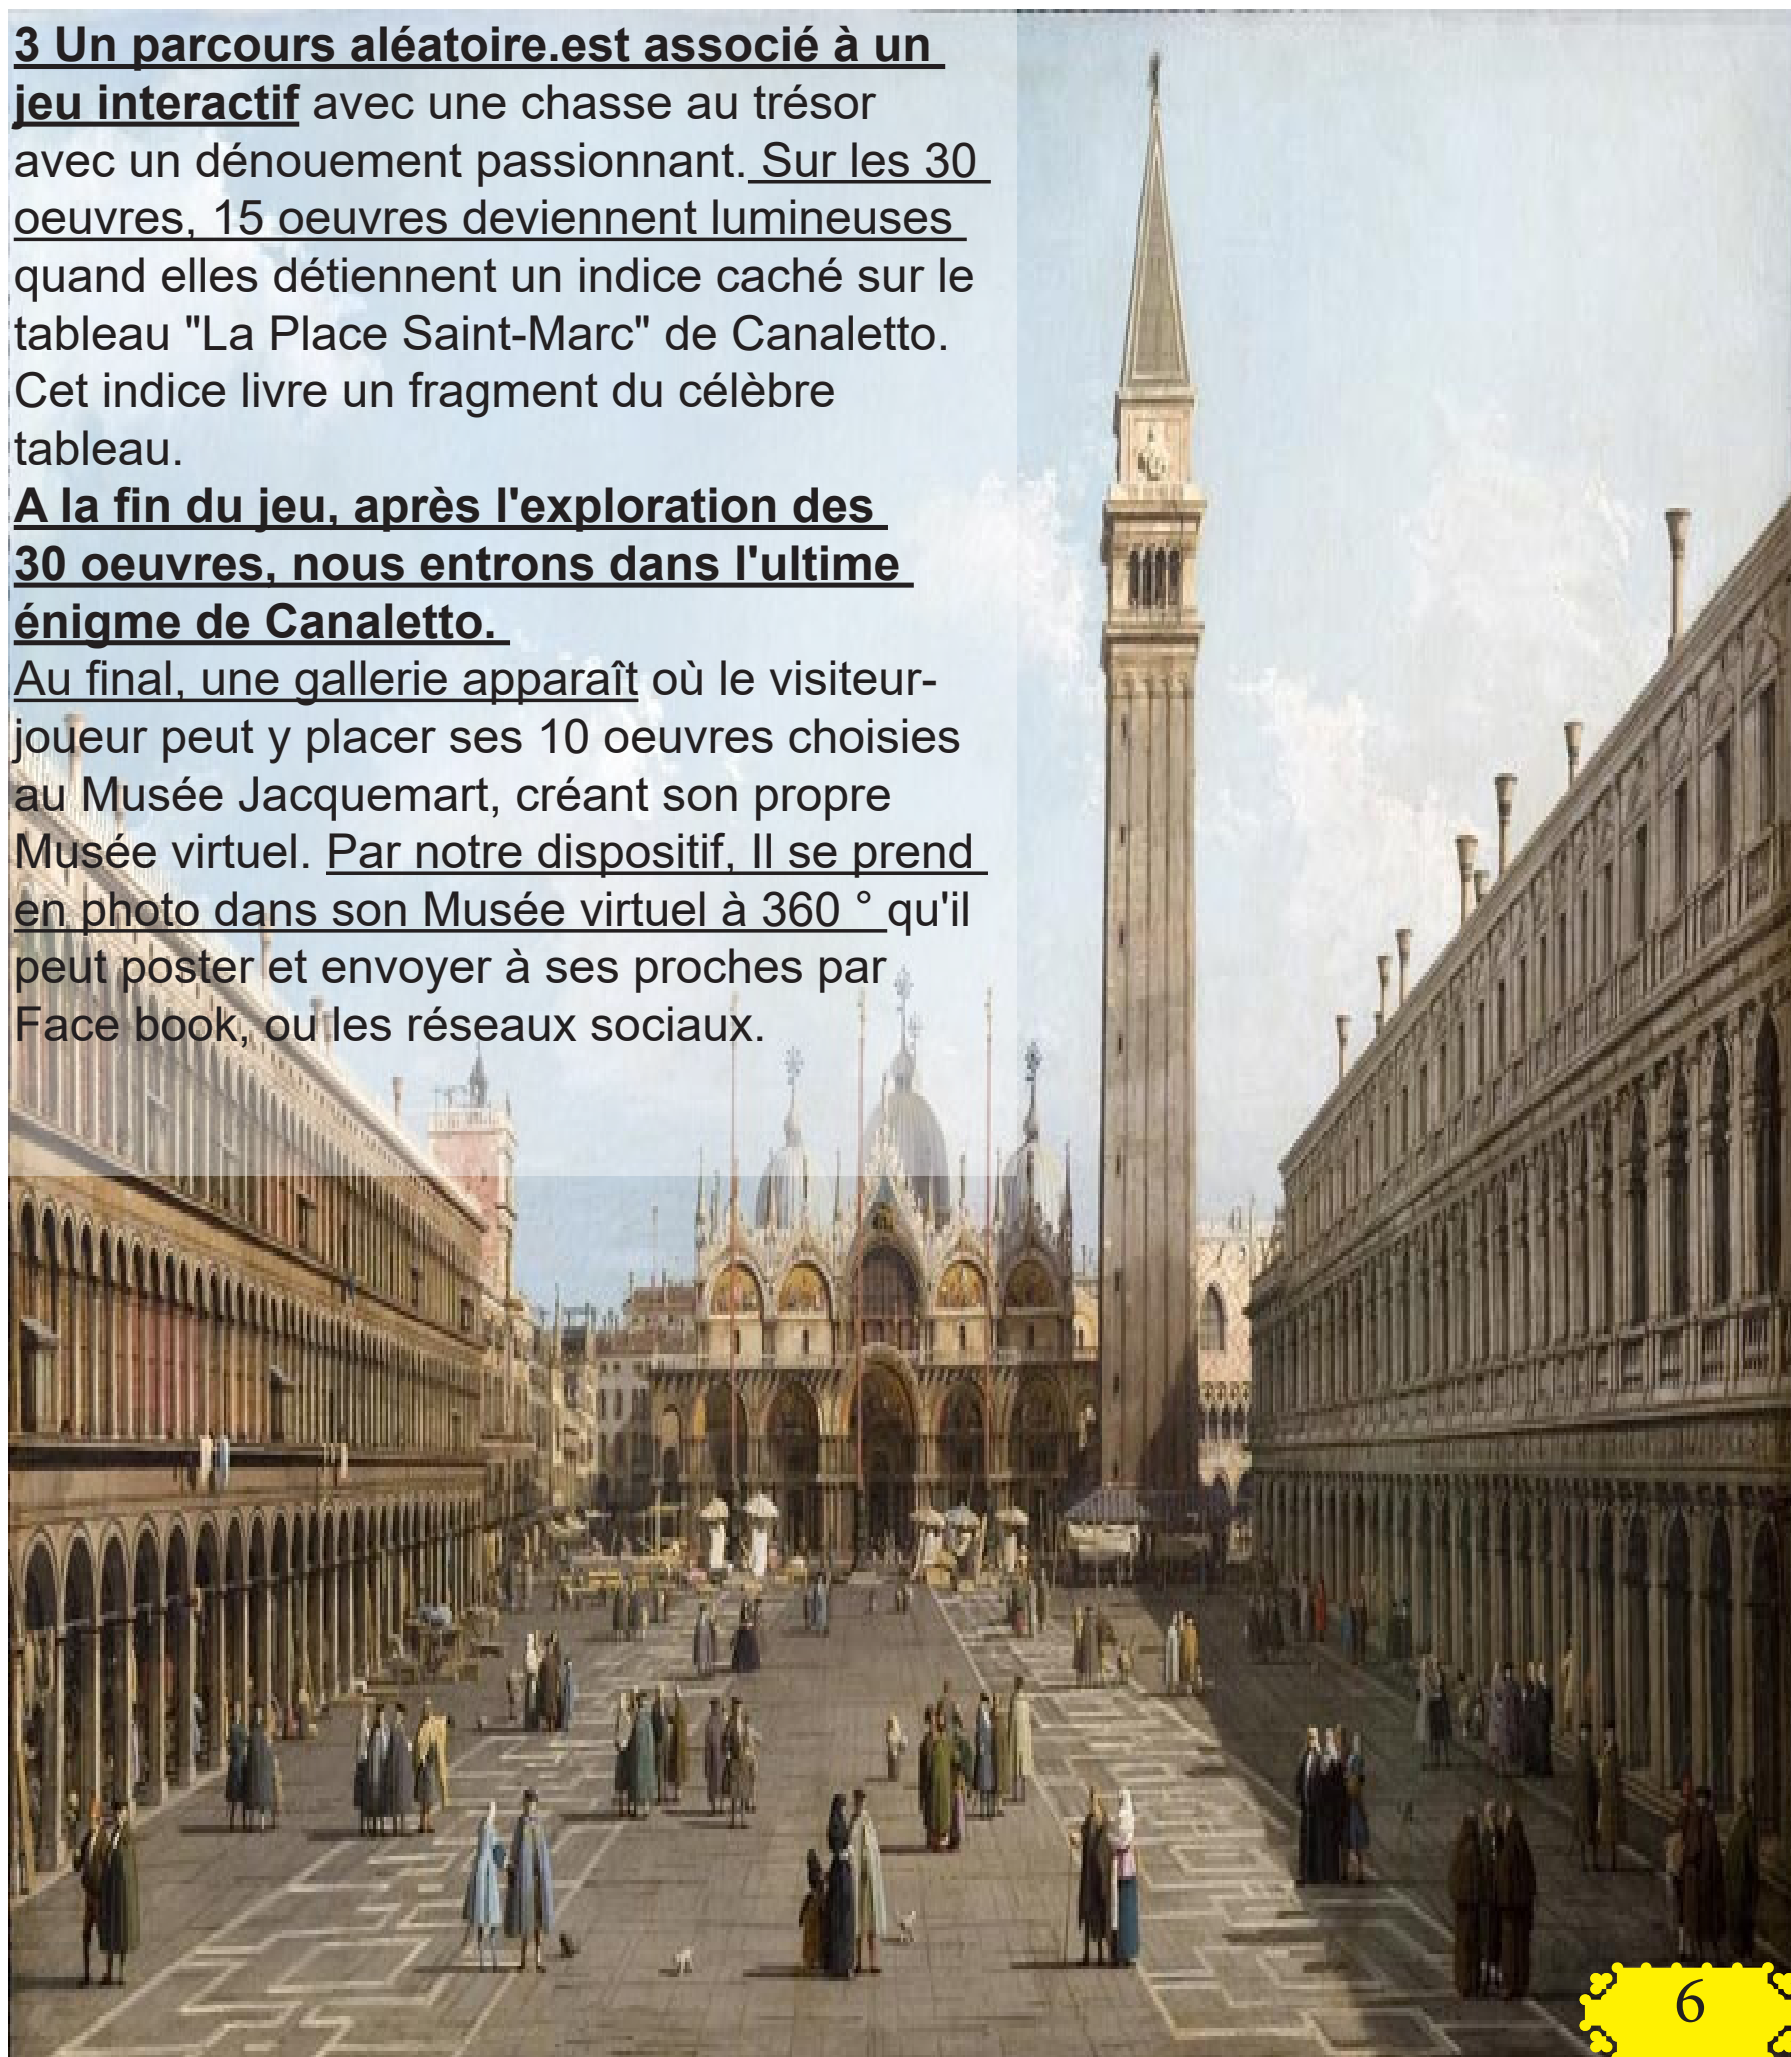 3 Un parcours aléatoire.est associé à un
jeu interactif avec une chasse au trésor
avec un dénouement passionnant. Sur les 30
oeuvres, 15 oeuvres deviennent lumineuses
quand elles détiennent un indice caché sur le
tableau "La Place Saint-Marc" de Canaletto.
Cet indice livre un fragment du célèbre
tableau.
A la fin du jeu, après l'exploration des
30 oeuvres, nous entrons dans l'ultime
énigme de Canaletto.
Au final, une gallerie apparaît où le visiteur-
joueur peut y placer ses 10 oeuvres choisies
au Musée Jacquemart, créant son propre
Musée virtuel. Par notre dispositif, Il se prend
en photo dans son Musée virtuel à 360 ° qu'il
peut poster et envoyer à ses proches par
Face book, ou les réseaux sociaux.
6